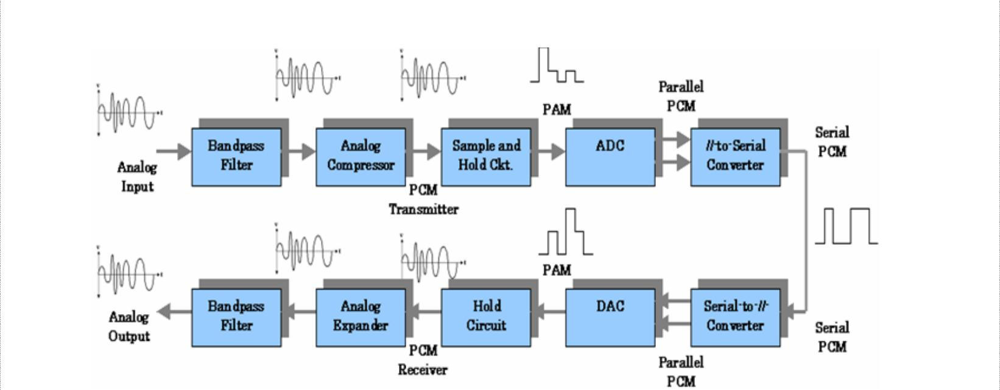 Analog
Input
Bandpass
Filter
Analog
Compressor
PCM
Transmitter
Sample and
Hold Ckt.
PAM
ADC
Parallel
PCM
//-to-Serial
Converter
Serial
PCM
Serial
PCM
Serial-to-//-
Converter
Parallel
PCM
DAC
PAM
Hold
Circuit
PCM
Receiver
Analog
Expander
Bandpass
Filter
Analog
Output